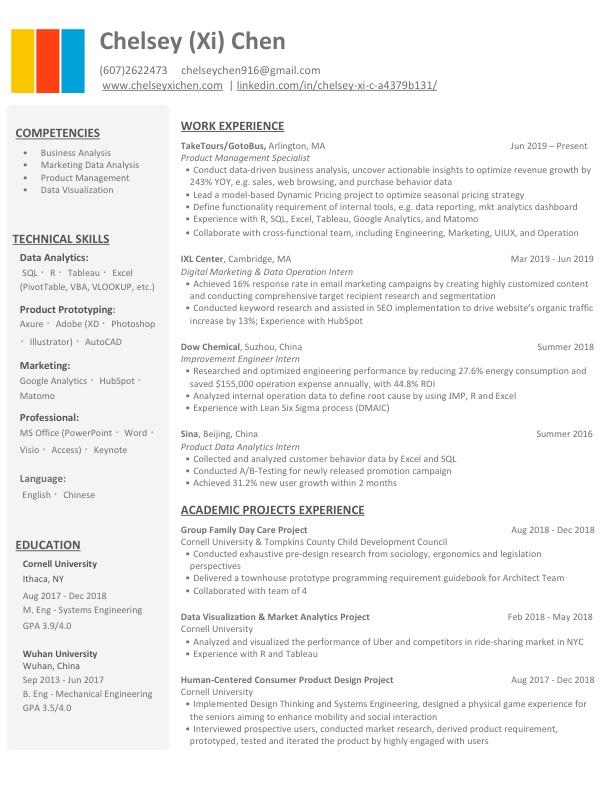 Chelsey (Xi) Chen
(607)2622473 chelseychen916@gmail.com
www.chelseyxichen.com | linkedin.com/in/chelsey-xi-c-a4379b131/
COMPETENCIES
• Business Analysis
• Marketing Data Analysis
• Product Management
• Data Visualization
TECHNICAL SKILLS
Data Analytics:
SQL · R · Tableau · Excel
(PivotTable, VBA, VLOOKUP, etc.)
Product Prototyping:
Axure · Adobe (XD · Photoshop
· Illustrator) · AutoCAD
Marketing:
Google Analytics · HubSpot ·
Matomo
Professional:
MS Office (PowerPoint · Word ·
Visio · Access) · Keynote
Language:
English · Chinese
EDUCATION
Cornell University
Ithaca, NY
Aug 2017 - Dec 2018
M. Eng - Systems Engineering
GPA 3.9/4.0
Wuhan University
Wuhan, China
Sep 2013 - Jun 2017
B. Eng - Mechanical Engineering
GPA 3.5/4.0
WORK EXPERIENCE
TakeTours/GotoBus, Arlington, MA Jun 2019 – Present
Product Management Specialist
• Conduct data-driven business analysis, uncover actionable insights to optimize revenue growth by
243% YOY, e.g. sales, web browsing, and purchase behavior data
• Lead a model-based Dynamic Pricing project to optimize seasonal pricing strategy
• Define functionality requirement of internal tools, e.g. data reporting, mkt analytics dashboard
• Experience with R, SQL, Excel, Tableau, Google Analytics, and Matomo
• Collaborate with cross-functional team, including Engineering, Marketing, UIUX, and Operation
IXL Center, Cambridge, MA Mar 2019 - Jun 2019
Digital Marketing & Data Operation Intern
• Achieved 16% response rate in email marketing campaigns by creating highly customized content
and conducting comprehensive target recipient research and segmentation
• Conducted keyword research and assisted in SEO implementation to drive website's organic traffic
increase by 13%; Experience with HubSpot
Dow Chemical, Suzhou, China Summer 2018
Improvement Engineer Intern
• Researched and optimized engineering performance by reducing 27.6% energy consumption and
saved $155,000 operation expense annually, with 44.8% ROI
• Analyzed internal operation data to define root cause by using JMP, R and Excel
• Experience with Lean Six Sigma process (DMAIC)
Sina, Beijing, China Summer 2016
Product Data Analytics Intern
• Collected and analyzed customer behavior data by Excel and SQL
• Conducted A/B-Testing for newly released promotion campaign
• Achieved 31.2% new user growth within 2 months
ACADEMIC PROJECTS EXPERIENCE
Group Family Day Care Project Aug 2018 - Dec 2018
Cornell University & Tompkins County Child Development Council
• Conducted exhaustive pre-design research from sociology, ergonomics and legislation
perspectives
• Delivered a townhouse prototype programming requirement guidebook for Architect Team
• Collaborated with team of 4
Data Visualization & Market Analytics Project Feb 2018 - May 2018
Cornell University
• Analyzed and visualized the performance of Uber and competitors in ride-sharing market in NYC
• Experience with R and Tableau
Human-Centered Consumer Product Design Project Aug 2017 - Dec 2018
Cornell University
• Implemented Design Thinking and Systems Engineering, designed a physical game experience for
the seniors aiming to enhance mobility and social interaction
• Interviewed prospective users, conducted market research, derived product requirement,
prototyped, tested and iterated the product by highly engaged with users